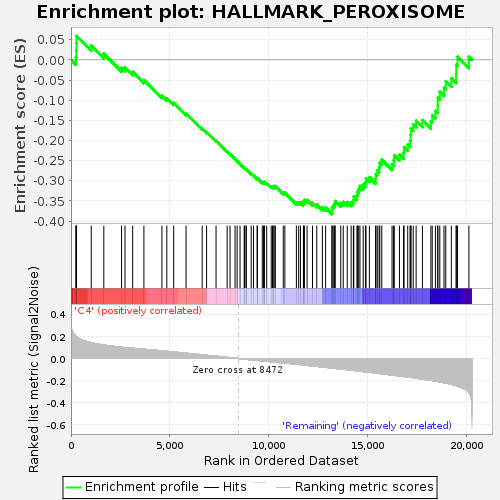 Enrichment plot: HALLMARK_PEROXISOME
Enrichment score (ES)
0.05
0.00
-0.05
-0.10
-0.15
-0.20
-0.25
-0.30
-0.35
-0.40
'C4' (positively correlated)
Ranked list metric (Signal2Noise)
0.4
0.2
0.0
-0.2
-0.4
-0.6
Zero cross at 8472
'Remaining' (negatively correlated)
0
5,000
10,000
15,000
20,000
Rank in Ordered Dataset
Enrichment profile
Hits
Ranking metric scores